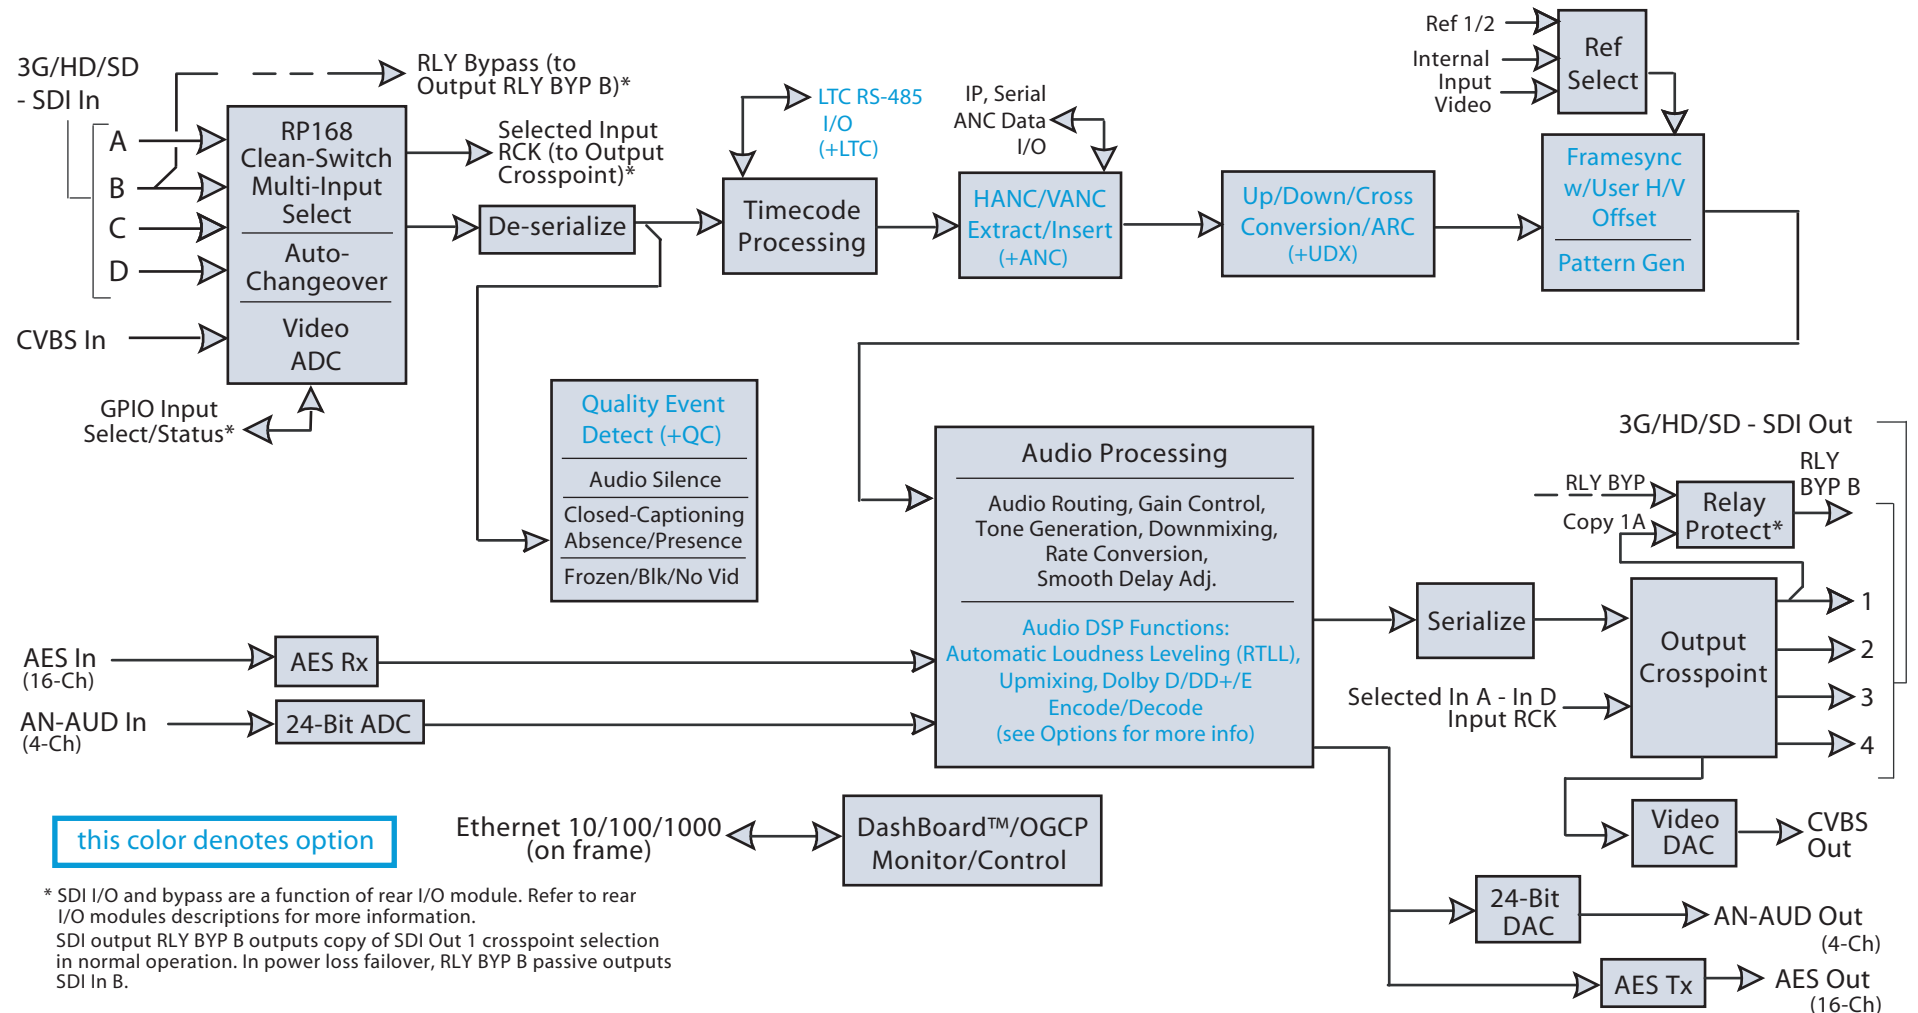 3G/HD/SD
- SDI In
A
B
C
D
CVBS In
RLY Bypass (to
Output RLY BYP B)*
RP168
Clean-Switch
Multi-Input
Select
Auto-
Changeover
Video
ADC
GPIO Input
Select/Status*
Selected Input
RCK (to Output
Crosspoint)*
De-serialize
LTC RS-485
I/O
(+LTC)
Timecode
Processing
IP, Serial
ANC Data
I/O
HANC/VANC
Extract/Insert
(+ANC)
Up/Down/Cross
Conversion/ARC
(+UDX)
Ref 1/2
Internal
Input
Video
Ref
Select
Framesync
w/User H/V
Offset
Pattern Gen
Quality Event
Detect (+QC)
Audio Silence
Closed-Captioning
Absence/Presence
Frozen/Blk/No Vid
Audio Processing
Audio Routing, Gain Control,
Tone Generation, Downmixing,
Rate Conversion,
Smooth Delay Adj.
Audio DSP Functions:
Automatic Loudness Leveling (RTLL),
Upmixing, Dolby D/DD+/E
Encode/Decode
(see Options for more info)
AES In
(16-Ch)
AES Rx
AN-AUD In
(4-Ch)
24-Bit ADC
3G/HD/SD - SDI Out
RLY BYP
Copy 1A
Relay
Protect*
RLY
BYP B
Serialize
Selected In A - In D
Input RCK
Output
Crosspoint
1
2
3
4
Video
DAC
CVBS
Out
24-Bit
DAC
AN-AUD Out
(4-Ch)
AES Tx
AES Out
(16-Ch)
Ethernet 10/100/1000
(on frame)
DashBoard™/OGCP
Monitor/Control
this color denotes option
* SDI I/O and bypass are a function of rear I/O module. Refer to rear
I/O modules descriptions for more information.
SDI output RLY BYP B outputs copy of SDI Out 1 crosspoint selection
in normal operation. In power loss failover, RLY BYP B passive outputs
SDI In B.